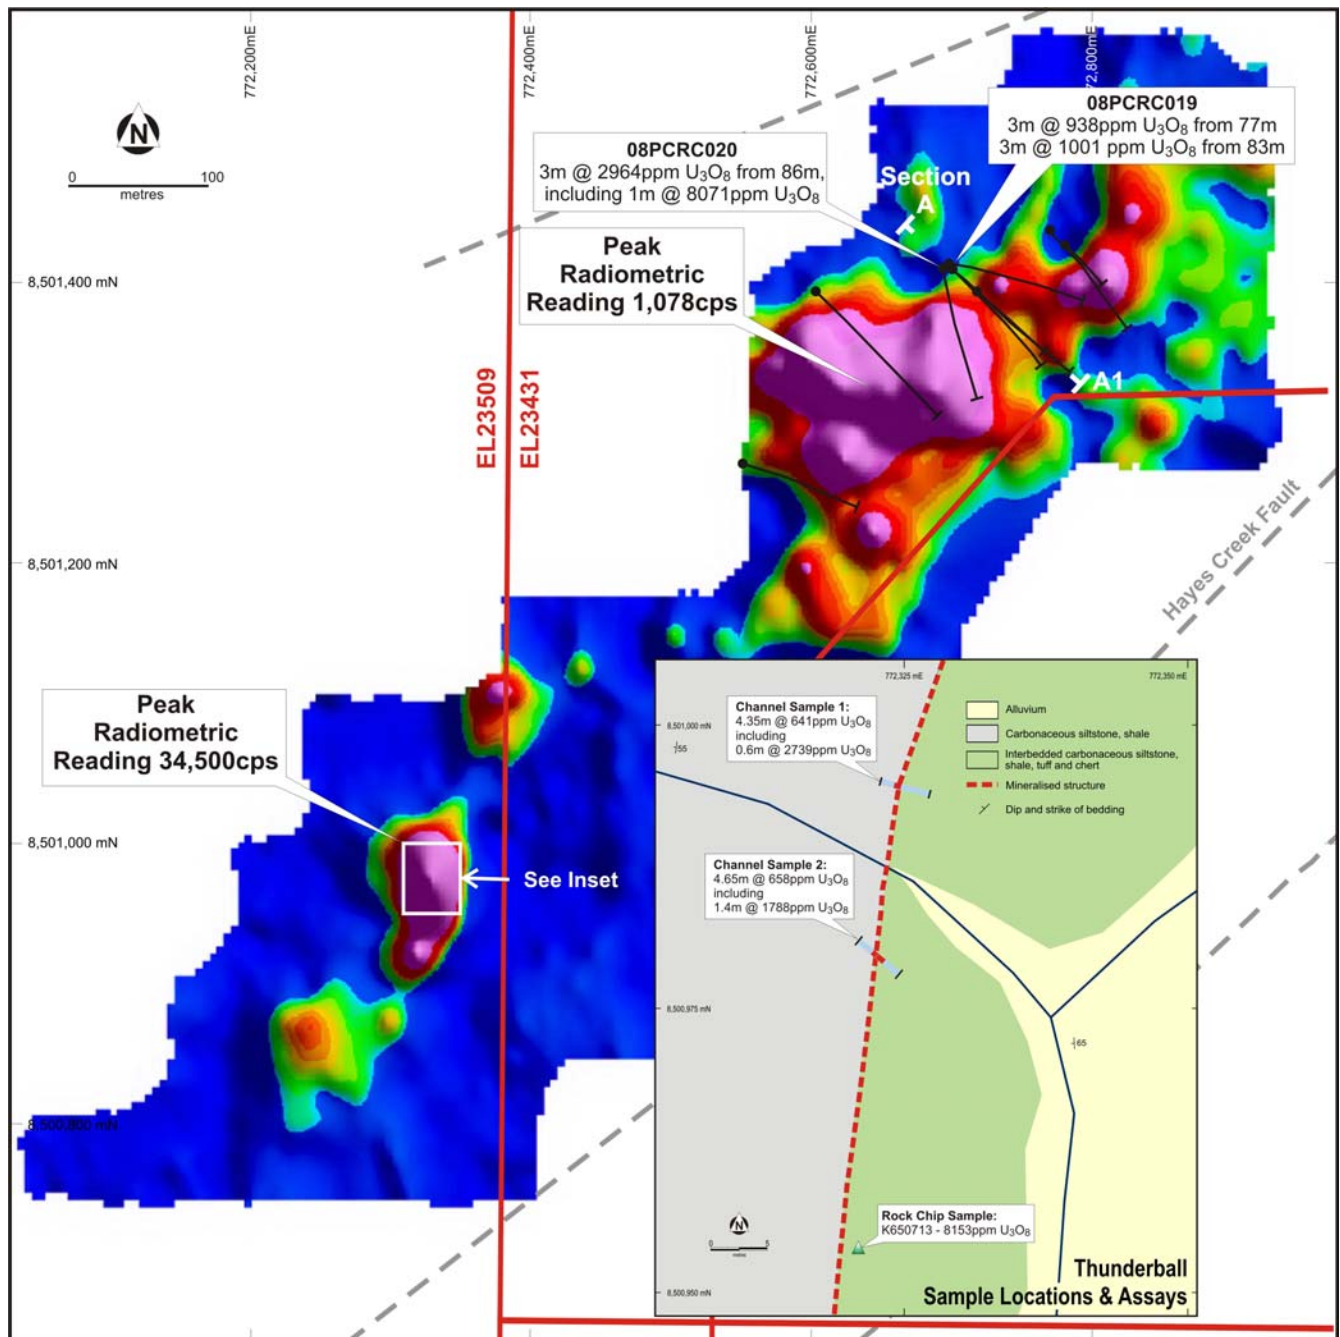 772,200mE
772,400mE
772,600mE
772,800mE
N
0 100
metres
08PCRC020
3m @ 2964ppm U₃O₈ from 86m,
including 1m @ 8071ppm U₃O₈
08PCRC019
3m @ 938ppm U₃O₈ from 77m
3m @ 1001 ppm U₃O₈ from 83m
Section
A
A1
Peak
Radiometric
Reading 1,078cps
8,501,400 mN
EL23509
EL23431
8,501,200 mN
Hayes Creek Fault
Peak
Radiometric
Reading 34,500cps
8,501,000 mN
See Inset
8,500,800 mN
772,325 mE
772,350 mE
8,501,000 mN
55
Channel Sample 1:
4.35m @ 641ppm U₃O₈
including
0.6m @ 2739ppm U₃O₈
Alluvium
Carbonaceous siltstone, shale
Interbedded carbonaceous siltstone,
shale, tuff and chert
Mineralised structure
Dip and strike of bedding
Channel Sample 2:
4.65m @ 658ppm U₃O₈
including
1.4m @ 1788ppm U₃O₈
8,500,975 mN
65
Rock Chip Sample:
K650713 - 8153ppm U₃O₈
N
0 5
metre
8,500,950 mN
Thunderball
Sample Locations & Assays